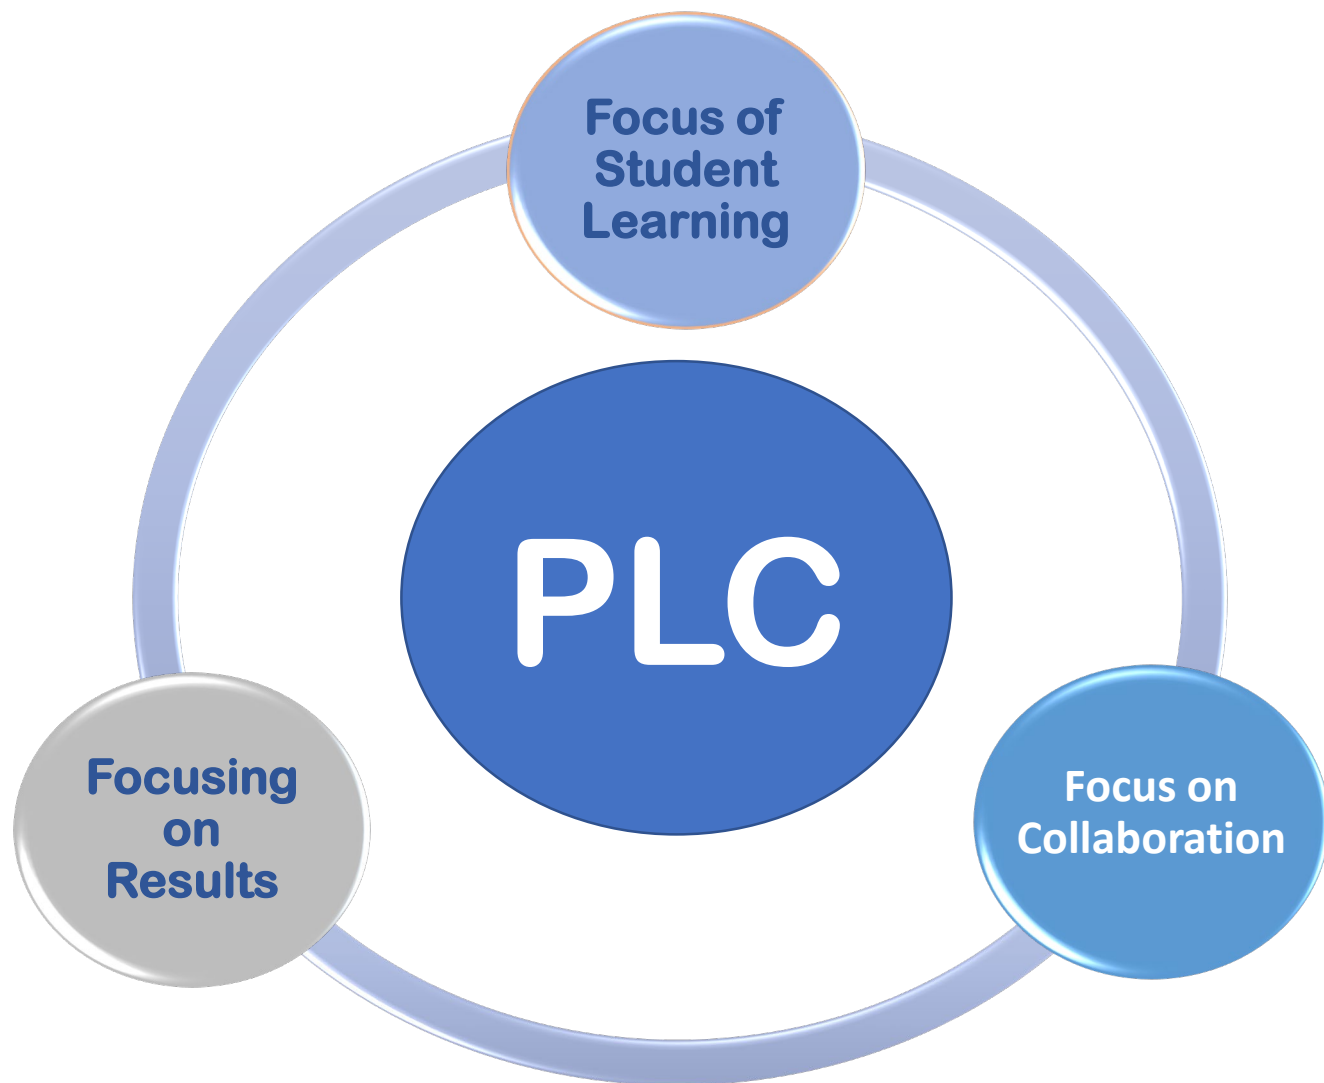 Focus of
Student
Learning
PLC
Focusing
on
Results
Focus on
Collaboration